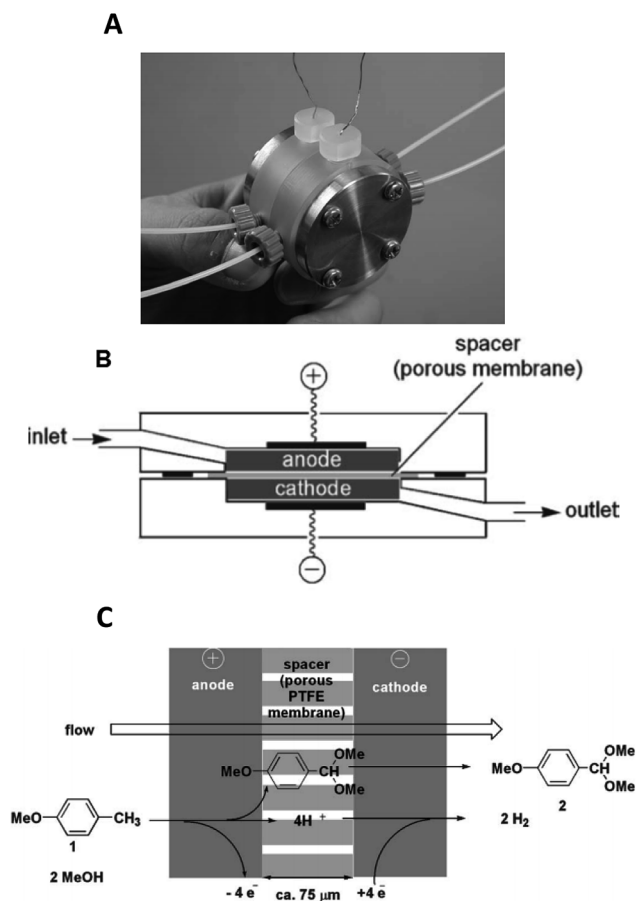 A
B
spacer
(porous membrane)
+
inlet
anode
cathode
outlet
−
C
+
anode
spacer
(porous
PTFE
membrane)
−
cathode
flow
MeO
CH
OMe
OMe
MeO
CH
OMe
OMe
2
MeO
CH₃
1
4H⁺
2 H₂
2 MeOH
- 4 e⁻
ca. 75 μm
+4 e⁻